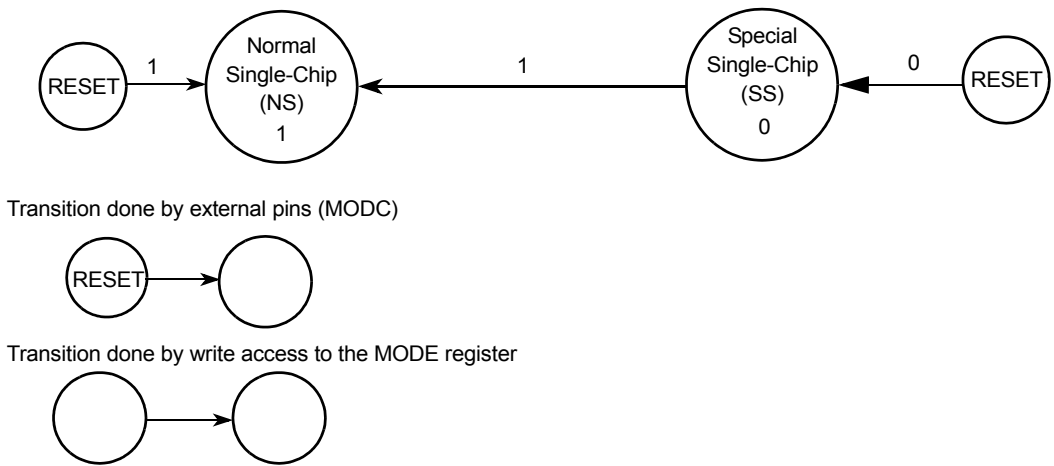 RESET
1
Normal
Single-Chip
(NS)
1
1
Special
Single-Chip
(SS)
0
0
RESET
Transition done by external pins (MODC)
RESET
Transition done by write access to the MODE register